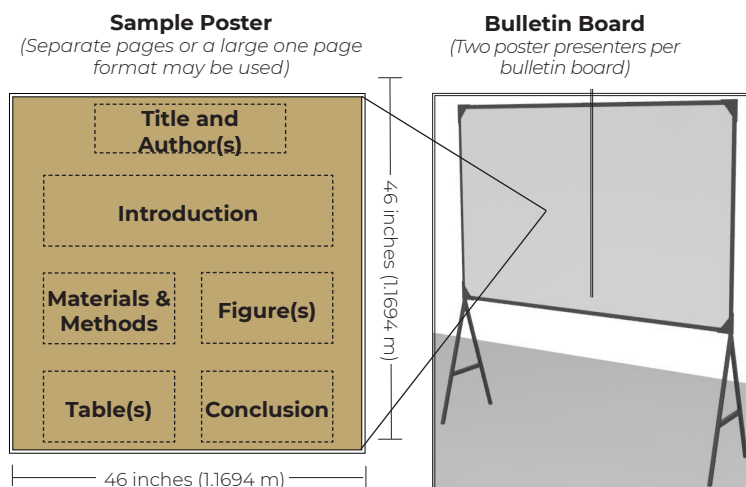 Sample Poster
(Separate pages or a large one page
format may be used)
Title and
Author(s)
Introduction
Materials &
Methods
Figure(s)
Table(s)
Conclusion
46 inches (1.1694 m)
46 inches (1.1694 m)
Bulletin Board
(Two poster presenters per
bulletin board)